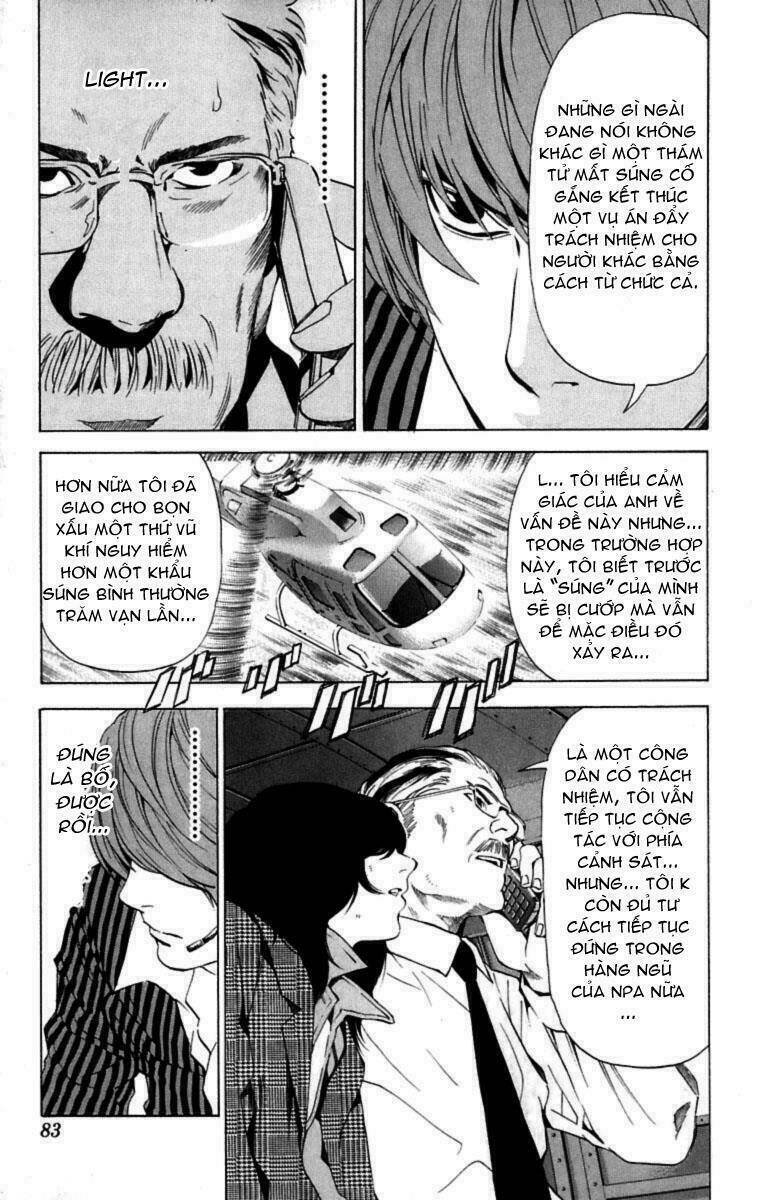 NHỮNG GÌ NGÀI
ĐANG NÓI KHÔNG
KHÁC GÌ MỘT THÁM
TỬ MẤT SÚNG CỐ
GẮNG KẾT THÚC
MỘT VỤ ÁN ĐẨY
TRÁCH NHIỆM CHO
NGƯỜI KHÁC BẰNG
CÁCH TỪ CHỨC CẢ.
LIGHT...
L... TÔI HIỂU CẢM
GIÁC CỦA ANH VỀ
VẤN ĐỀ NÀY NHƯNG...
TRONG TRƯỜNG HỢP
NÀY, TÔI BIẾT TRƯỚC
LÀ "SÚNG" CỦA MÌNH
SẼ BỊ CƯỚP MÀ VẪN
ĐỂ MẶC ĐIỀU ĐÓ
XẢY RA...
HƠN NỮA TÔI ĐÃ
GIAO CHO BỌN
XẤU MỘT THỨ VŨ
KHÍ NGUY HIỂM
HƠN MỘT KHẨU
SÚNG BÌNH THƯỜNG
TRĂM VẠN LẦN...
LÀ MỘT CÔNG
DÂN CÓ TRÁCH
NHIỆM, TÔI VẪN
TIẾP TỤC CỘNG
TÁC VỚI PHÍA
CẢNH SÁT...
NHƯNG... TÔI K
CÒN ĐỦ TƯ
CÁCH TIẾP TỤC
ĐỨNG TRONG
HÀNG NGŨ
CỦA NPA NỮA
...
ĐÚNG
LÀ BỐ,
ĐƯỢC
RỒI...
83